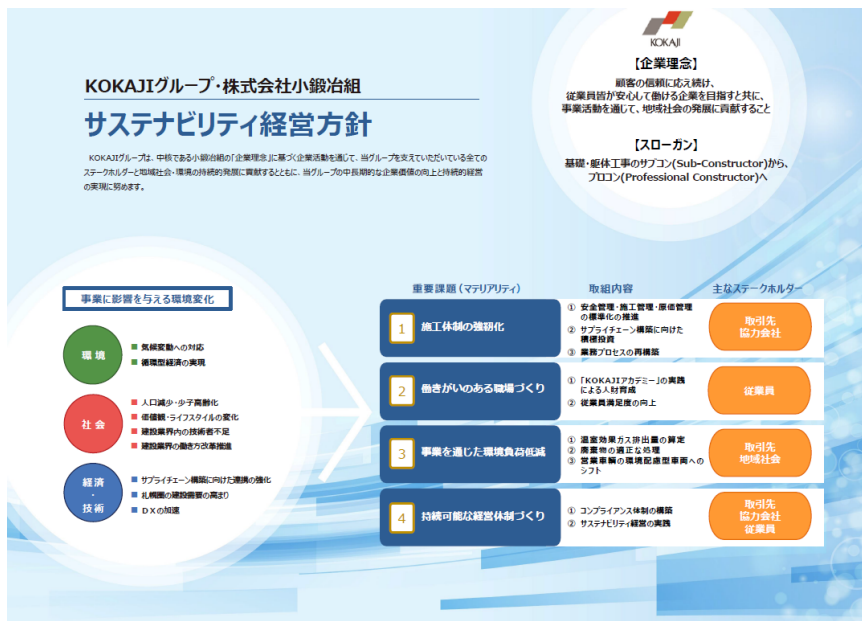 KOKAJI
【企業理念】
顧客の信頼に応え続け、
従業員皆が安心して働ける企業を目指すと共に、
事業活動を通じて、地域社会の発展に貢献すること
【スローガン】
基礎・躯体工事のサブコン(Sub-Constructor)から、
プロコン(Professional Constructor)へ
KOKAJIグループ・株式会社小鍛冶組
サステナビリティ経営方針
KOKAJIグループは、中核である小鍛冶組の「企業理念」に基づく企業活動を通じて、当グループを支えていただいている全ての
ステークホルダーと地域社会・環境の持続的発展に貢献するとともに、当グループの中長期的な企業価値の向上と持続的経営
の実現に努めます。
事業に影響を与える環境変化
環境
■ 気候変動への対応
■ 循環型経済の実現
社会
■ 人口減少・少子高齢化
■ 価値観・ライフスタイルの変化
■ 建設業界内の技術者不足
■ 建設業界の働き方改革推進
経済
・
技術
■ サプライチェーン構築に向けた連携の強化
■ 札幌圏の建設需要の高まり
■ DXの加速
重要課題(マテリアリティ) 取組内容 主なステークホルダー
1 施工体制の強靭化
① 安全管理・施工管理・原価管理
の標準化の推進
② サプライチェーン構築に向けた
積極投資
③ 業務プロセスの再構築
取引先
協力会社
2 働きがいのある職場づくり
① 「KOKAJIアカデミー」の実践
による人財育成
② 従業員満足度の向上
従業員
3 事業を通じた環境負荷低減
① 温室効果ガス排出量の算定
② 廃棄物の適正な処理
③ 営業車輌の環境配慮型車両への
シフト
取引先
地域社会
4 持続可能な経営体制づくり
① コンプライアンス体制の構築
② サステナビリティ経営の実践
取引先
協力会社
従業員